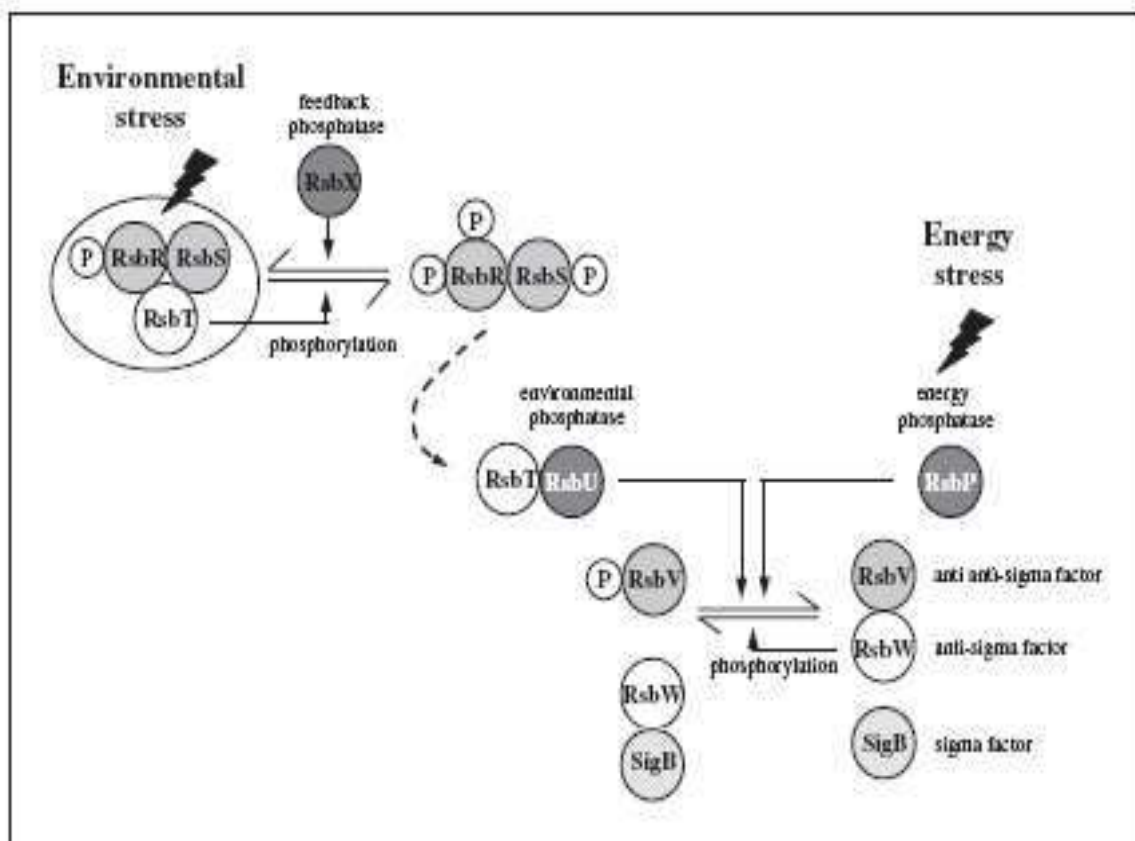 Environmental
stress
feedback
phosphatase
RsbX
P
RsbR
RsbS
RsbT
phosphorylation
P
P
RsbR
RsbS
P
Energy
stress
environmental
phosphatase
energy
phosphatase
RsbT
RsbU
RsbP
P
RsbV
RsbV
anti anti-sigma factor
RsbW
anti-sigma factor
phosphorylation
RsbW
SigB
SigB
sigma factor